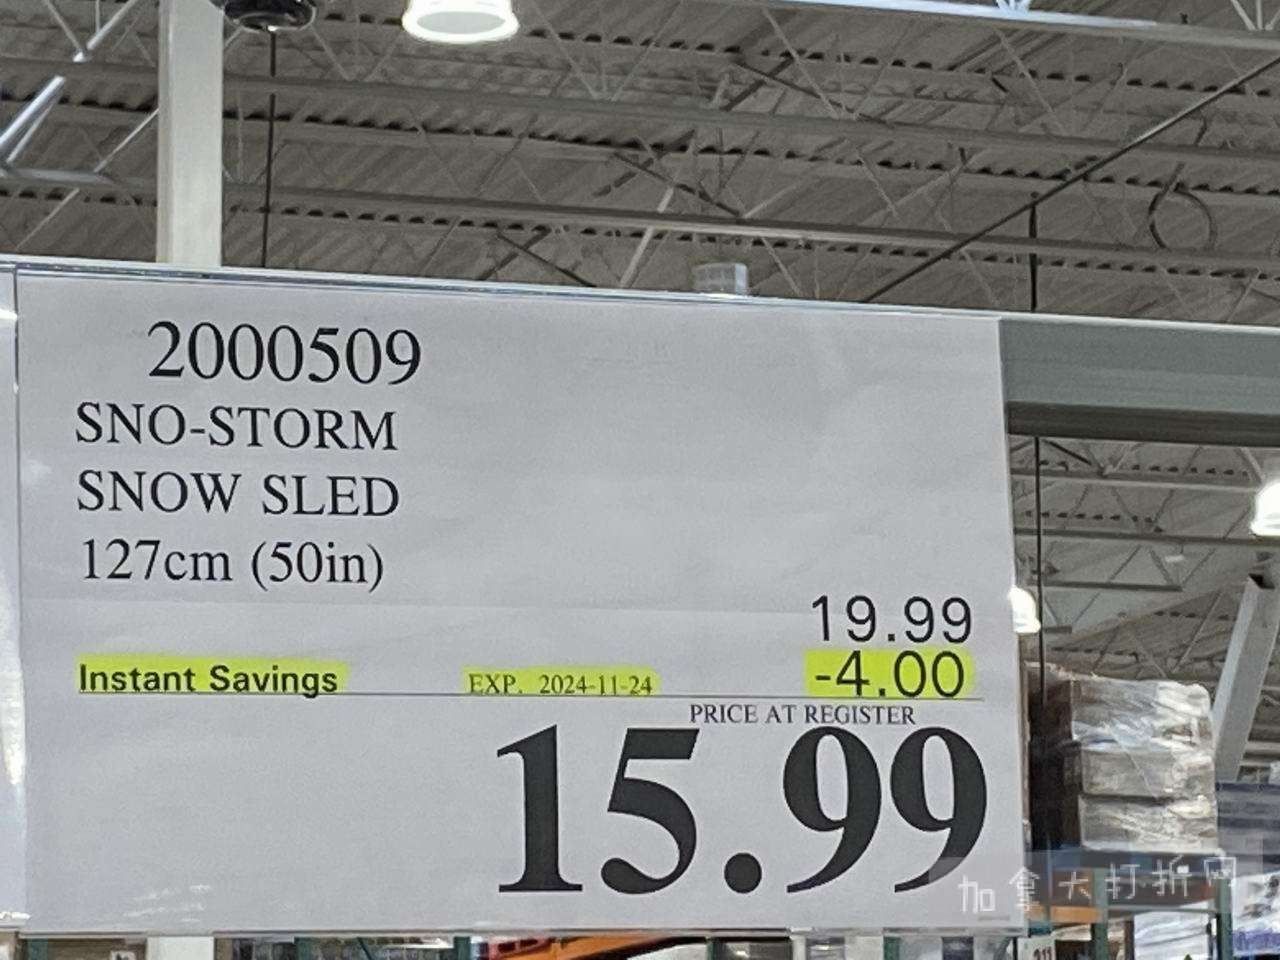 2000509
SNO-STORM
SNOW SLED
127cm (50in)
19.99
Instant Savings EXP. 2024-11-24 -4.00
PRICE AT REGISTER
15.99
加拿大打折网